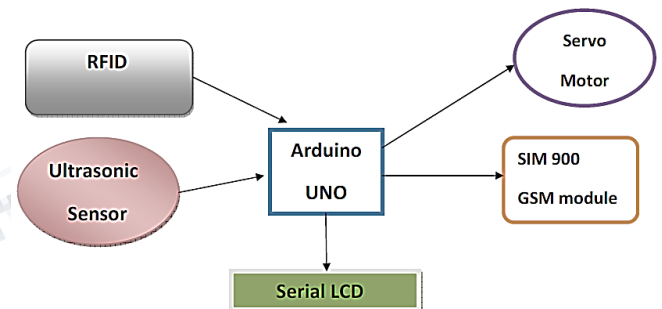 RFID
Ultrasonic
Sensor
Arduino
UNO
Servo
Motor
SIM 900
GSM module
Serial LCD